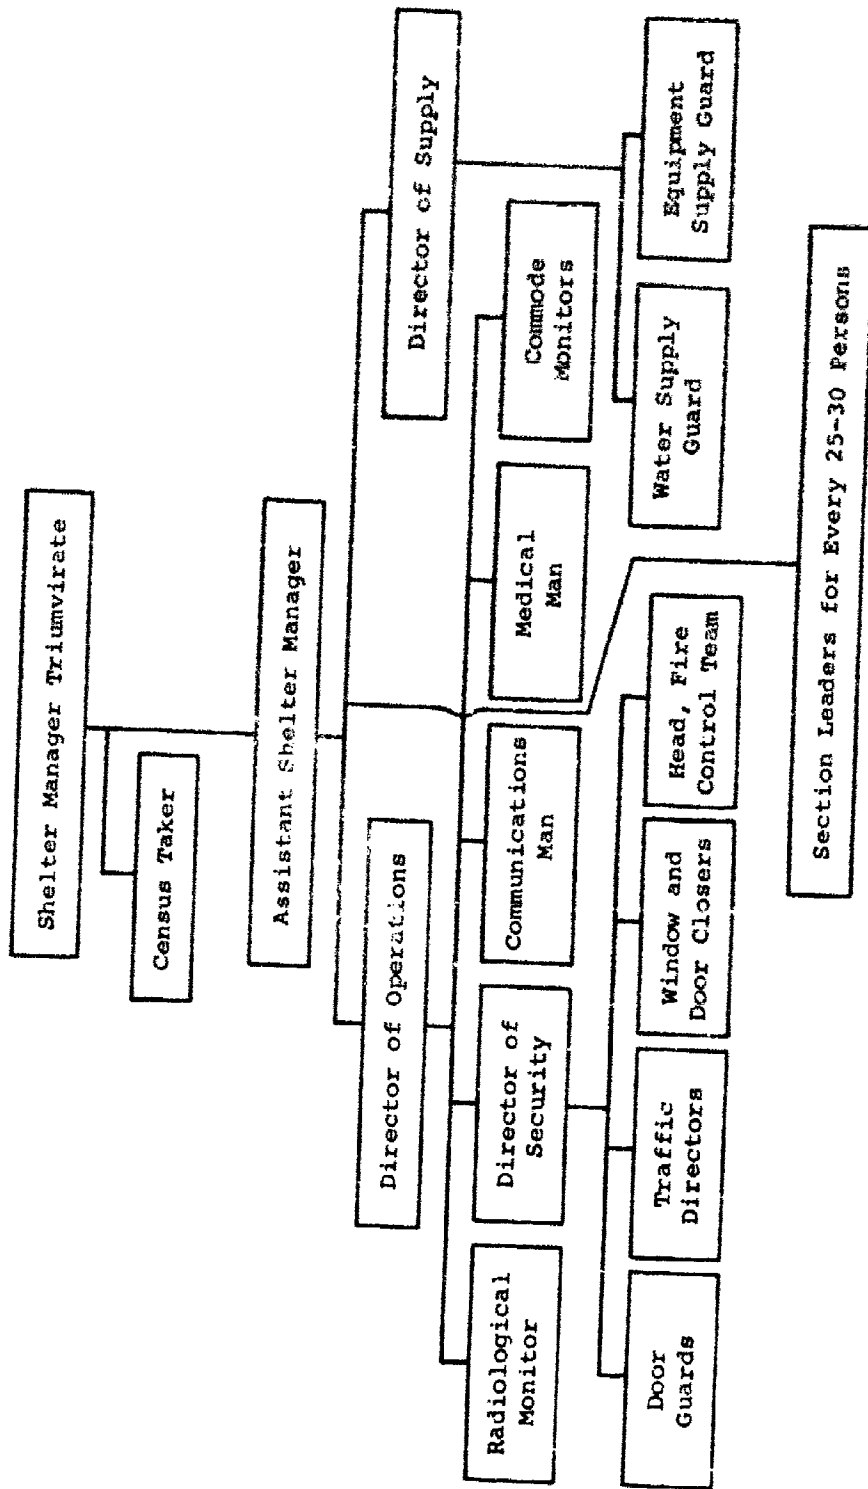 Shelter Manager Triumvirate
Census Taker
Assistant Shelter Manager
Director of Operations
Director of Supply
Radiological
Monitor
Director of
Security
Communications
Man
Medical
Man
Commode
Monitors
Door
Guards
Traffic
Directors
Window and
Door Closers
Head, Fire
Control Team
Water Supply
Guard
Equipment
Supply Guard
Section Leaders for Every 25-30 Persons